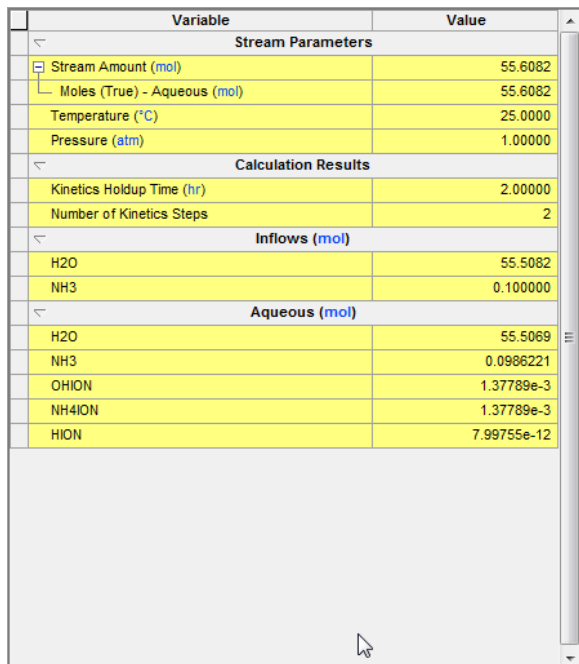 Variable Value
Stream Parameters
Stream Amount (mol) 55.6082
Moles (True) - Aqueous (mol) 55.6082
Temperature (°C) 25.0000
Pressure (atm) 1.00000
Calculation Results
Kinetics Holdup Time (hr) 2.00000
Number of Kinetics Steps 2
Inflows (mol)
H2O 55.5082
NH3 0.100000
Aqueous (mol)
H2O 55.5069
NH3 0.0986221
OHION 1.37789e-3
NH4ION 1.37789e-3
HION 7.99755e-12